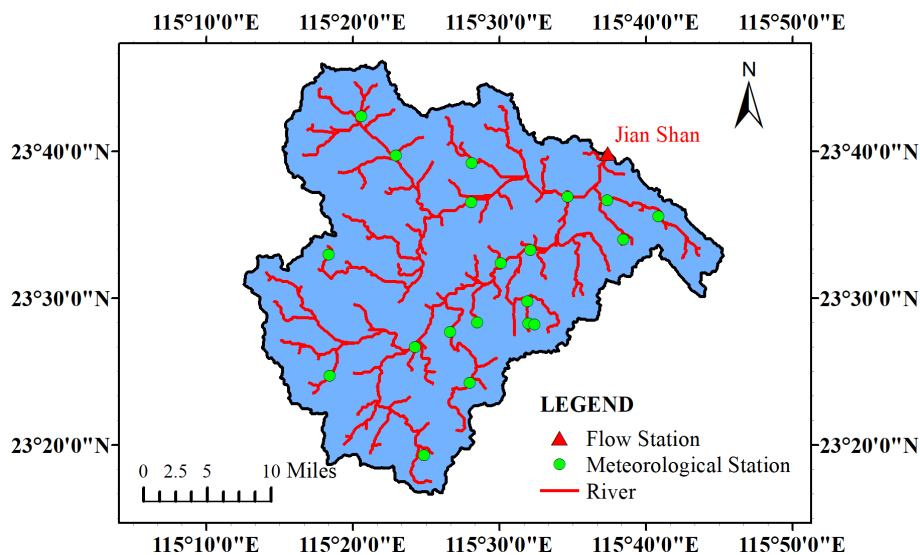 115°10'0"E 115°20'0"E 115°30'0"E 115°40'0"E 115°50'0"E
N
Jian Shan
23°40'0"N 23°40'0"N
23°30'0"N 23°30'0"N
LEGEND
Flow Station
23°20'0"N 23°20'0"N
Meteorological Station
0 2.5 5 10 Miles
River
115°10'0"E 115°20'0"E 115°30'0"E 115°40'0"E 115°50'0"E